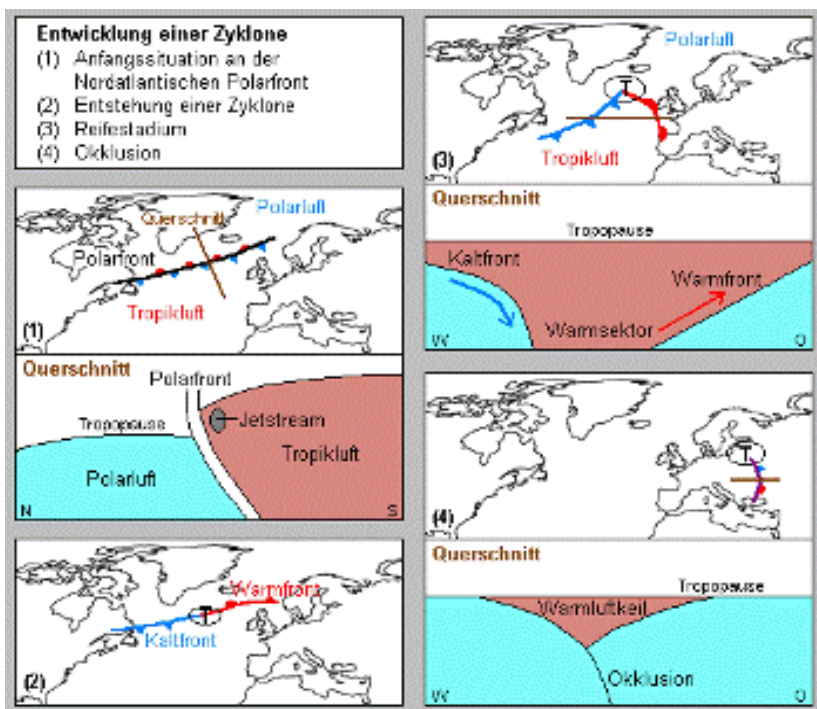 Entwicklung einer Zyklone
(1) Anfangssituation an der
Nordatlantischen Polarfront
(2) Entstehung einer Zyklone
(3) Reifestadium
(4) Okklusion
Querschnitt
Polarluft
Polarfront
Tropikluft
(1)
Querschnitt
Polarfront
Tropopause
Jetstream
Tropikluft
Polarluft
N
S
Warmfront
T
Kaltfront
(2)
Polarluft
T
Tropikluft
(3)
Querschnitt
Tropopause
Kaltfront
Warmfront
Warmsektor
W
O
T
(4)
Querschnitt
Tropopause
Warmluftkeil
Okklusion
W
O